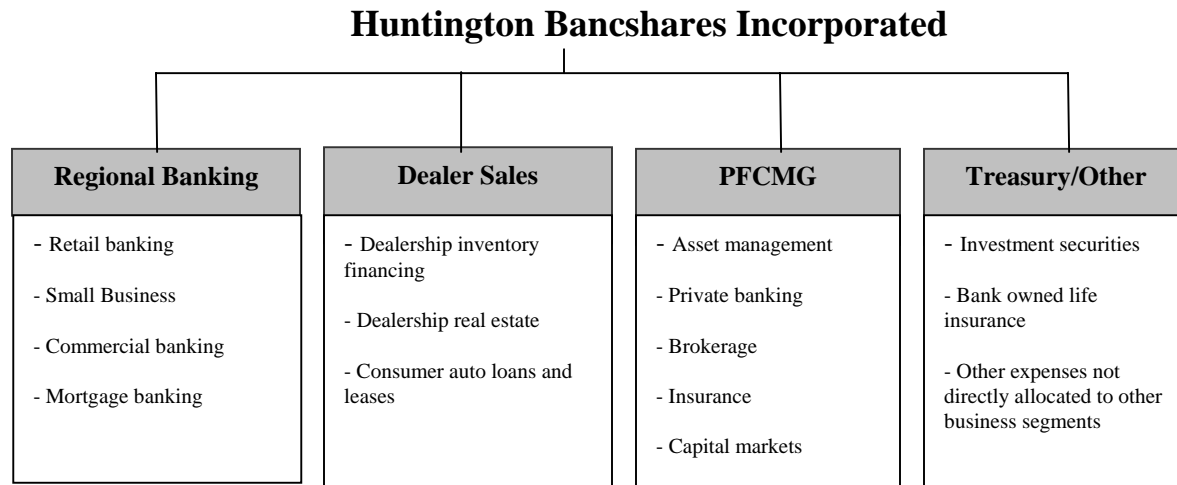 Huntington Bancshares Incorporated
Regional Banking
- Retail banking
- Small Business
- Commercial banking
- Mortgage banking
Dealer Sales
- Dealership inventory
financing
- Dealership real estate
- Consumer auto loans and
leases
PFCMG
- Asset management
- Private banking
- Brokerage
- Insurance
- Capital markets
Treasury/Other
- Investment securities
- Bank owned life
insurance
- Other expenses not
directly allocated to other
business segments